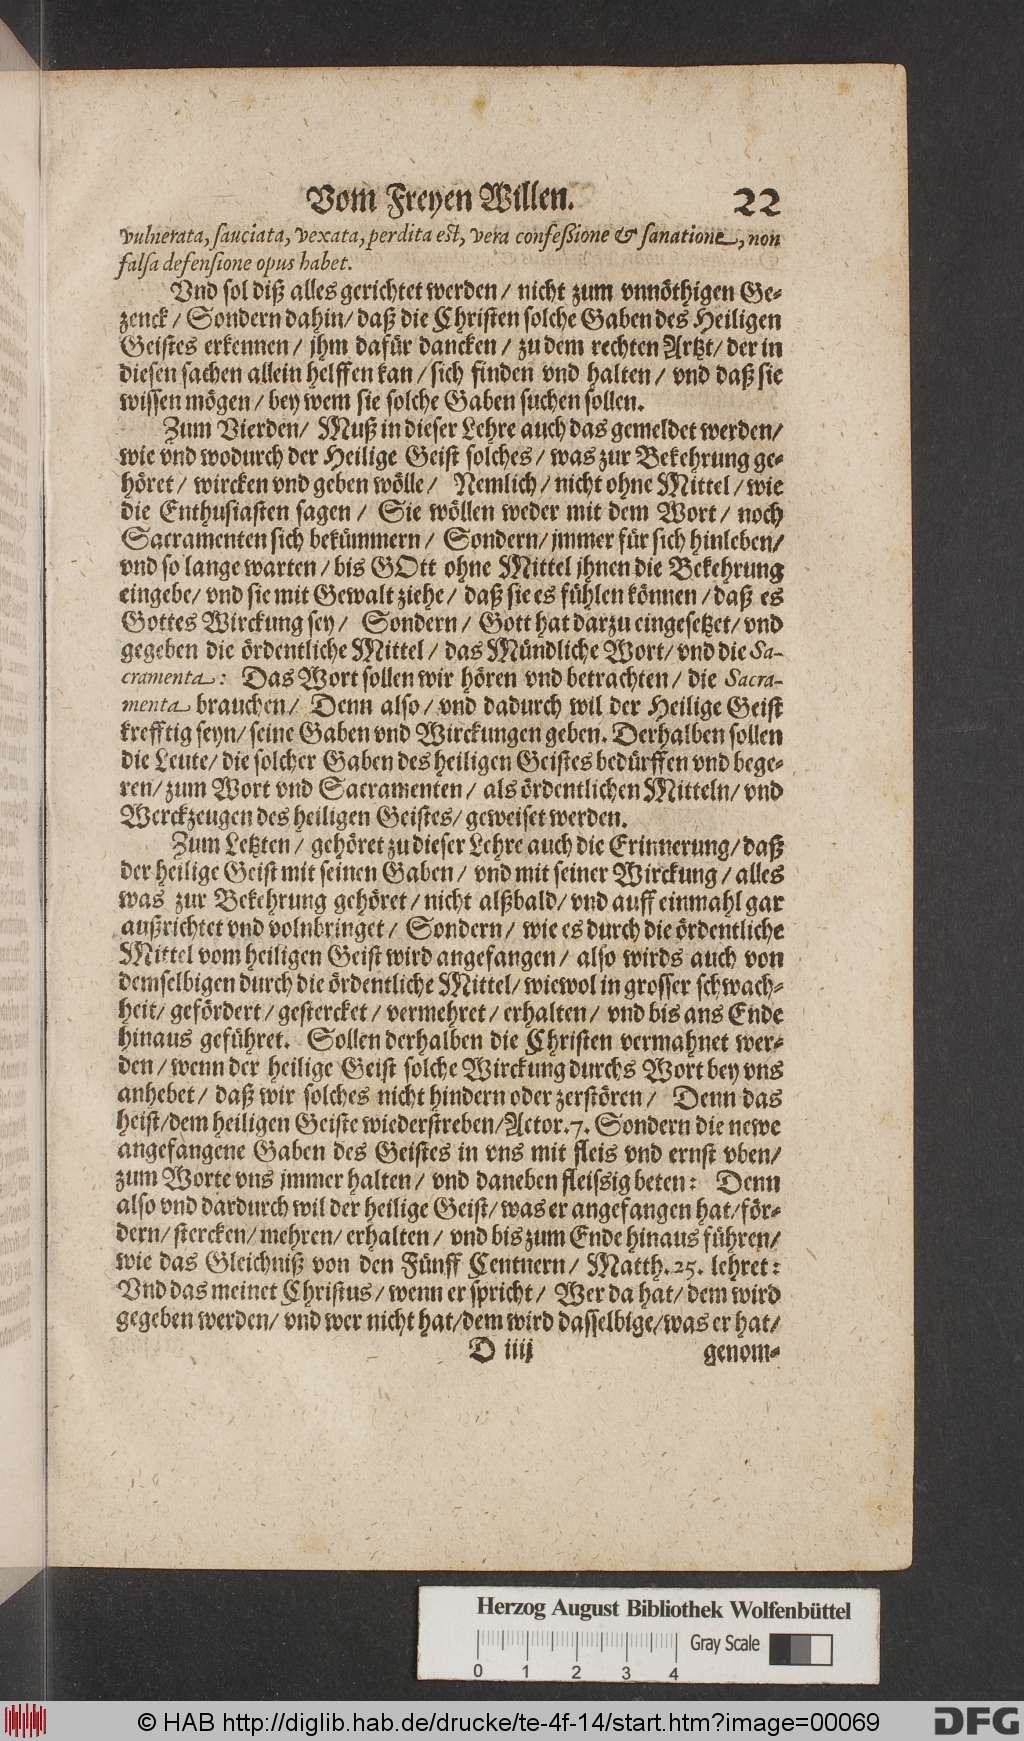 Vom Freyen Willen. 22
vulnerata, sauciata, vexata, perdita est, vera confeßione & sanatione, non
falsa defensione opus habet.
Vnd sol diß alles gerichtet werden / nicht zum vnnöthigen Ge-
zenck / Sondern dahin / daß die Christen solche Gaben des Heiligen
Geistes erkennen / jhm dafür dancken / zu dem rechten Artzt / der in
diesen sachen allein helffen kan / sich finden vnd halten / vnd daß sie
wissen mögen / bey wem sie solche Gaben suchen sollen.
Zum Vierden / Muß in dieser Lehre auch das gemeldet werden /
wie vnd wodurch der Heilige Geist solches / was zur Bekehrung ge-
höret / wircken vnd geben wölle / Nemlich / nicht ohne Mittel / wie
die Enthusiasten sagen / Sie wöllen weder mit dem Wort / noch
Sacramenten sich bekümmern / Sondern / jmmer für sich hinleben /
vnd so lange warten / bis GOtt ohne Mittel jhnen die Bekehrung
eingebe / vnd sie mit Gewalt ziehe / daß sie es fühlen können / daß es
Gottes Wirckung sey / Sondern / Gott hat darzu eingesetzet / vnd
gegeben die ördentliche Mittel / das Mündliche Wort / vnd die Sa-
cramenta: Das Wort sollen wir hören vnd betrachten / die Sacra-
menta brauchen / Denn also / vnd dadurch wil der Heilige Geist
krefftig seyn / seine Gaben vnd Wirckungen geben. Derhalben sollen
die Leute / die solcher Gaben des heiligen Geistes bedürffen vnd bege-
ren / zum Wort vnd Sacramenten / als ördentlichen Mitteln / vnd
Werckzeugen des heiligen Geistes / geweiset werden.
Zum Letzten / gehöret zu dieser Lehre auch die Erinnerung / daß
der heilige Geist mit seinen Gaben / vnd mit seiner Wirckung / alles
was zur Bekehrung gehöret / nicht alßbald / vnd auff einmahl gar
außrichtet vnd volnbringet / Sondern / wie es durch die ördentliche
Mittel vom heiligen Geist wird angefangen / also wirds auch von
demselbigen durch die ördentliche Mittel / wiewol in grosser schwach-
heit / gefördert / gestercket / vermehret / erhalten / vnd bis ans Ende
hinaus geführet. Sollen derhalben die Christen vermahnet wer-
den / wenn der heilige Geist solche Wirckung durchs Wort bey vns
anhebet / daß wir solches nicht hindern oder zerstören / Denn das
heist / dem heiligen Geiste wiederstreben / Actor. 7. Sondern die newe
angefangene Gaben des Geistes in vns mit fleis vnd ernst vben /
zum Worte vns jmmer halten / vnd daneben fleissig beten: Denn
also vnd dardurch wil der heilige Geist / was er angefangen hat / för-
dern / stercken / mehren / erhalten / vnd bis zum Ende hinaus führen /
wie das Gleichniß von den Fünff Centnern / Matth. 25. lehret:
Vnd das meinet Christus / wenn er spricht / Wer da hat / dem wird
gegeben werden / vnd wer nicht hat / dem wird dasselbige / was er hat /
D iiij genom-
Herzog August Bibliothek Wolfenbüttel
Gray Scale
0 1 2 3 4
© HAB http://diglib.hab.de/drucke/te-4f-14/start.htm?image=00069
DFG